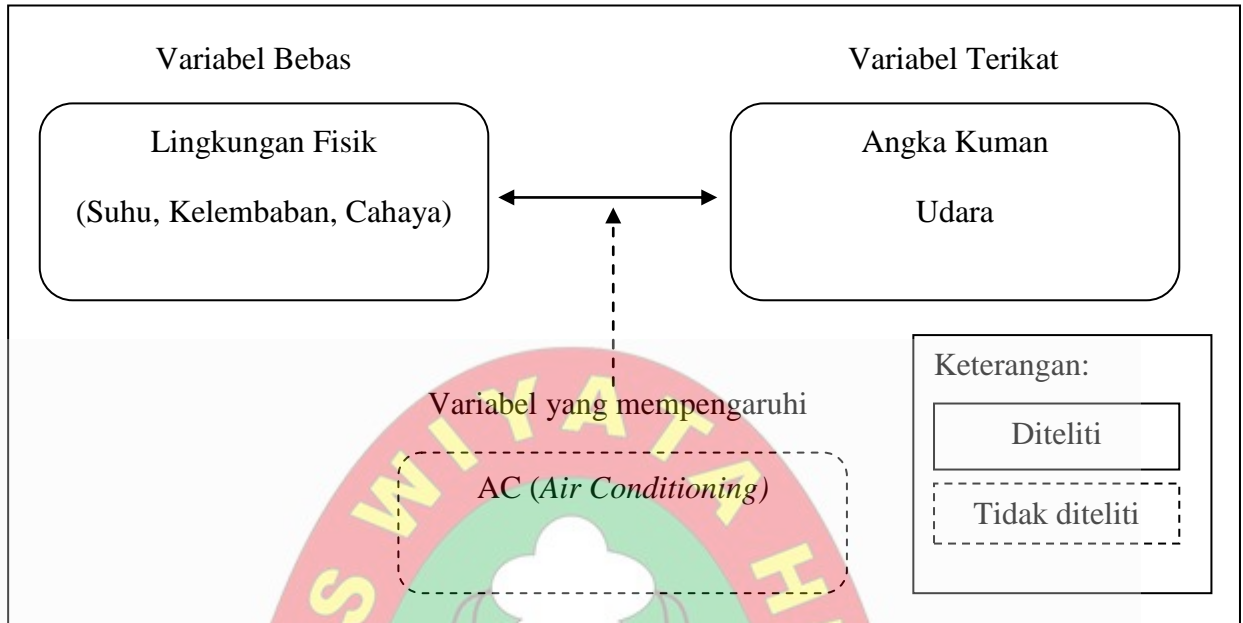 Variabel Bebas
Variabel Terikat
Lingkungan Fisik
(Suhu, Kelembaban, Cahaya)
Angka Kuman
Udara
Variabel yang mempengaruhi
AC (Air Conditioning)
Keterangan:
Diteliti
Tidak diteliti
S WIYATA H